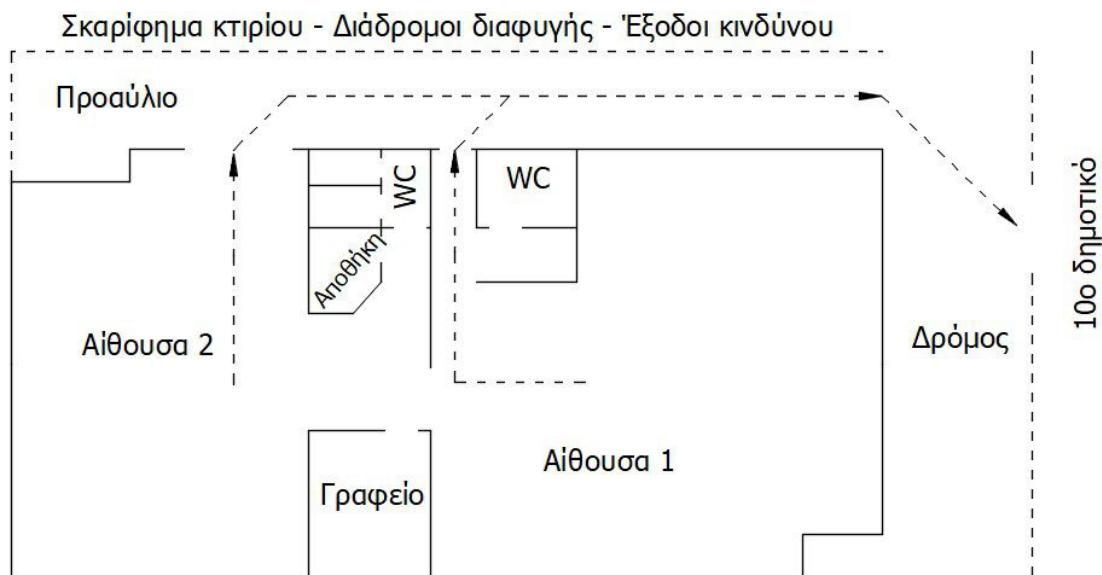 Σκαρίφημα κτιρίου - Διάδρομοι διαφυγής - Έξοδοι κινδύνου
Προαύλιο
WC
WC
10ο δημοτικό
Αποθήκη
Αίθουσα 2
Δρόμος
Αίθουσα 1
Γραφείο